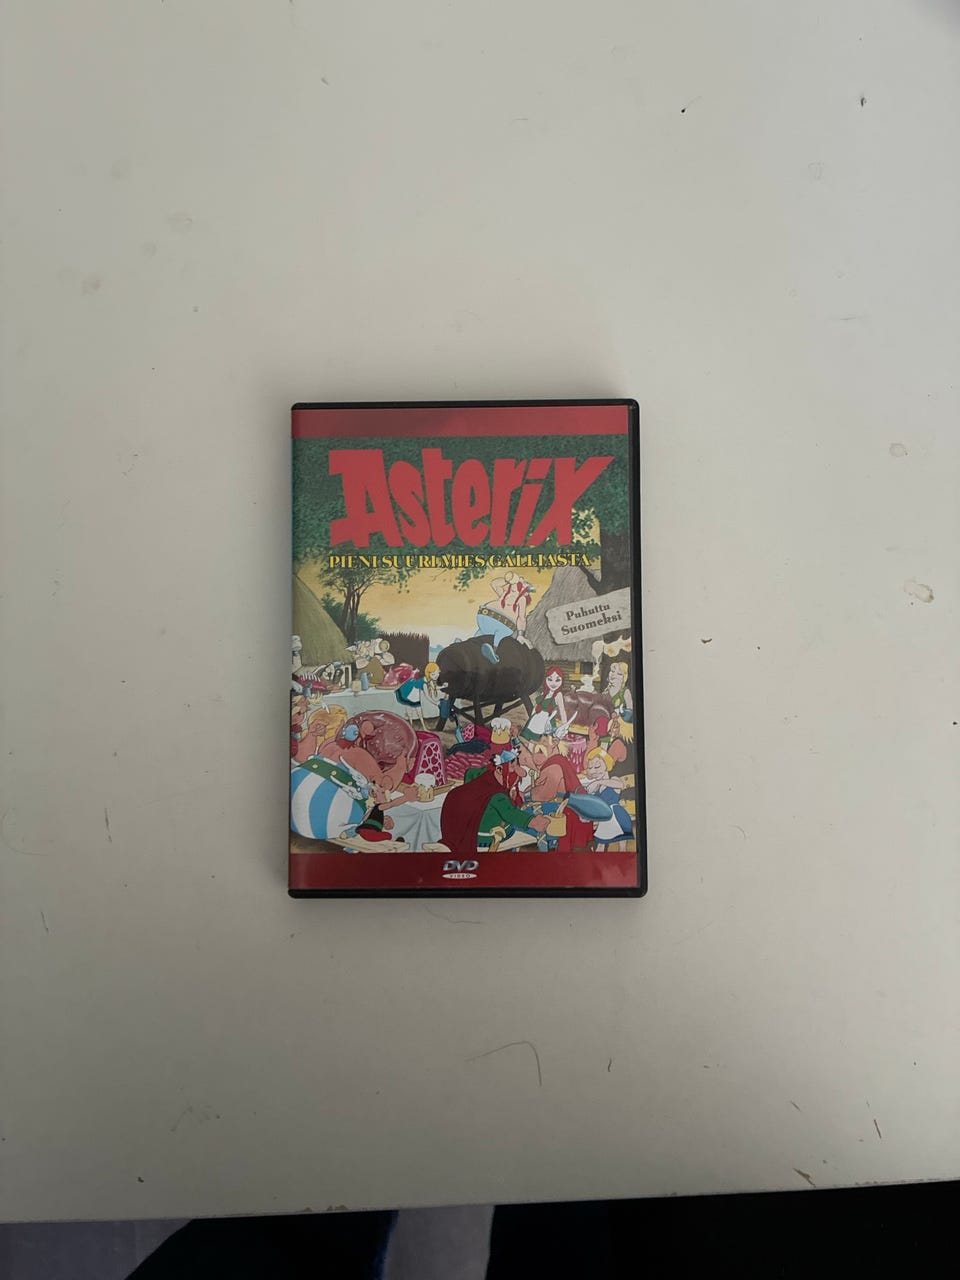 Asterix
PIENI SUURI MIES GALLIASTA
Puhuttu
Suomeksi
DVD
VIDEO